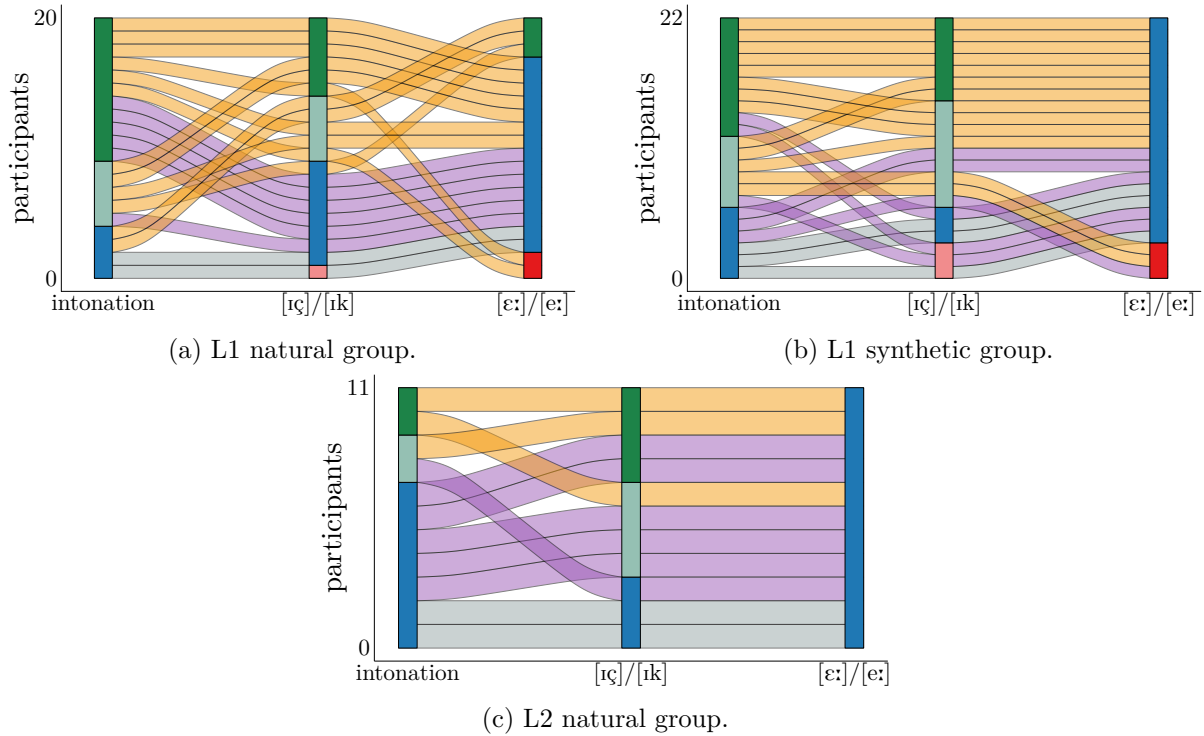 20
participants
0
intonation
[ɪç]/[ɪk]
[ɛː]/[eː]
(a) L1 natural group.
22
participants
0
intonation
[ɪç]/[ɪk]
[ɛː]/[eː]
(b) L1 synthetic group.
11
participants
0
intonation
[ɪç]/[ɪk]
[ɛː]/[eː]
(c) L2 natural group.